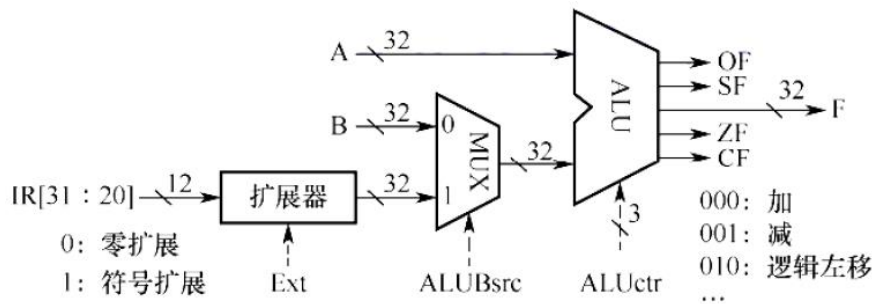 A 32 OF
SF
ALU 32 F
B 32 0 ZF
MUX 32 CF
IR[31：20] 12 扩展器 32 1
3 000：加
0：零扩展 001：减
1：符号扩展 Ext ALUBsrc ALUctr 010：逻辑左移
…